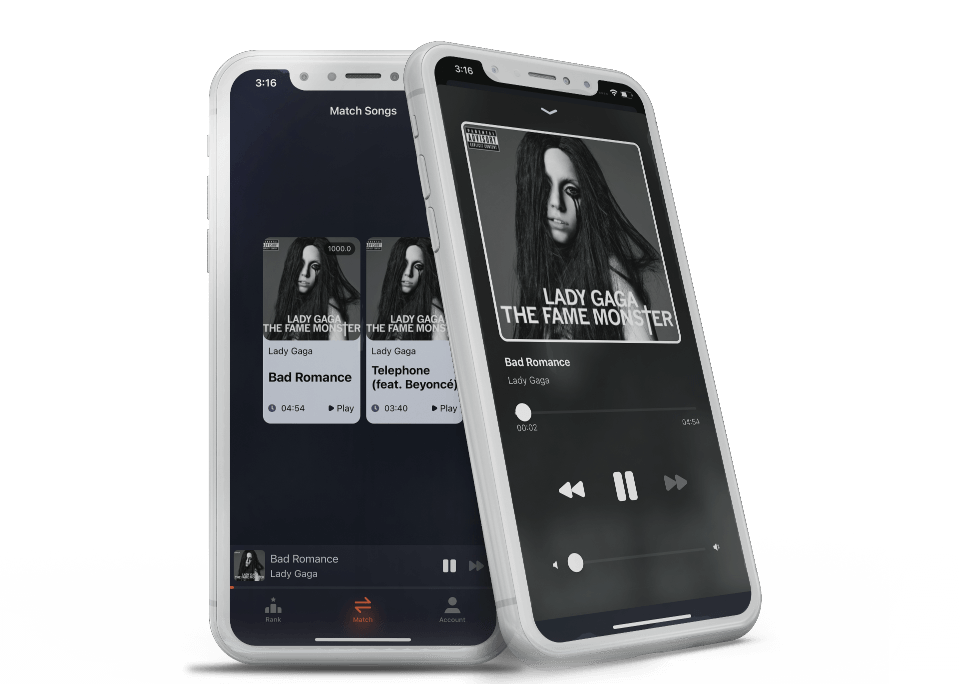 3:16
Match Songs
1000.0
LADY GAGA
THE FAME MONSTER
Lady Gaga
Bad Romance
04:54
Play
LADY GAGA
THE FAME MONS
Lady Gaga
Telephone
(feat. Beyoncé)
03:40
Play
Bad Romance
Lady Gaga
Rank
Match
Account
3:16
PARENTAL
ADVISORY
EXPLICIT CONTENT
LADY GAGA
THE FAME MONSTER
Bad Romance
Lady Gaga
00:02
04:54